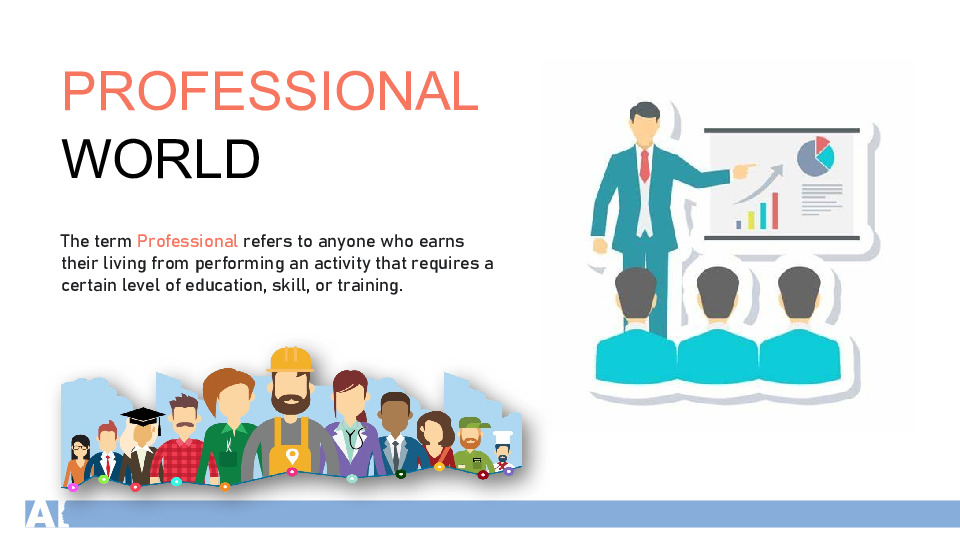 PROFESSIONAL
WORLD
The term Professional refers to anyone who earns
their living from performing an activity that requires a
certain level of education, skill, or training.